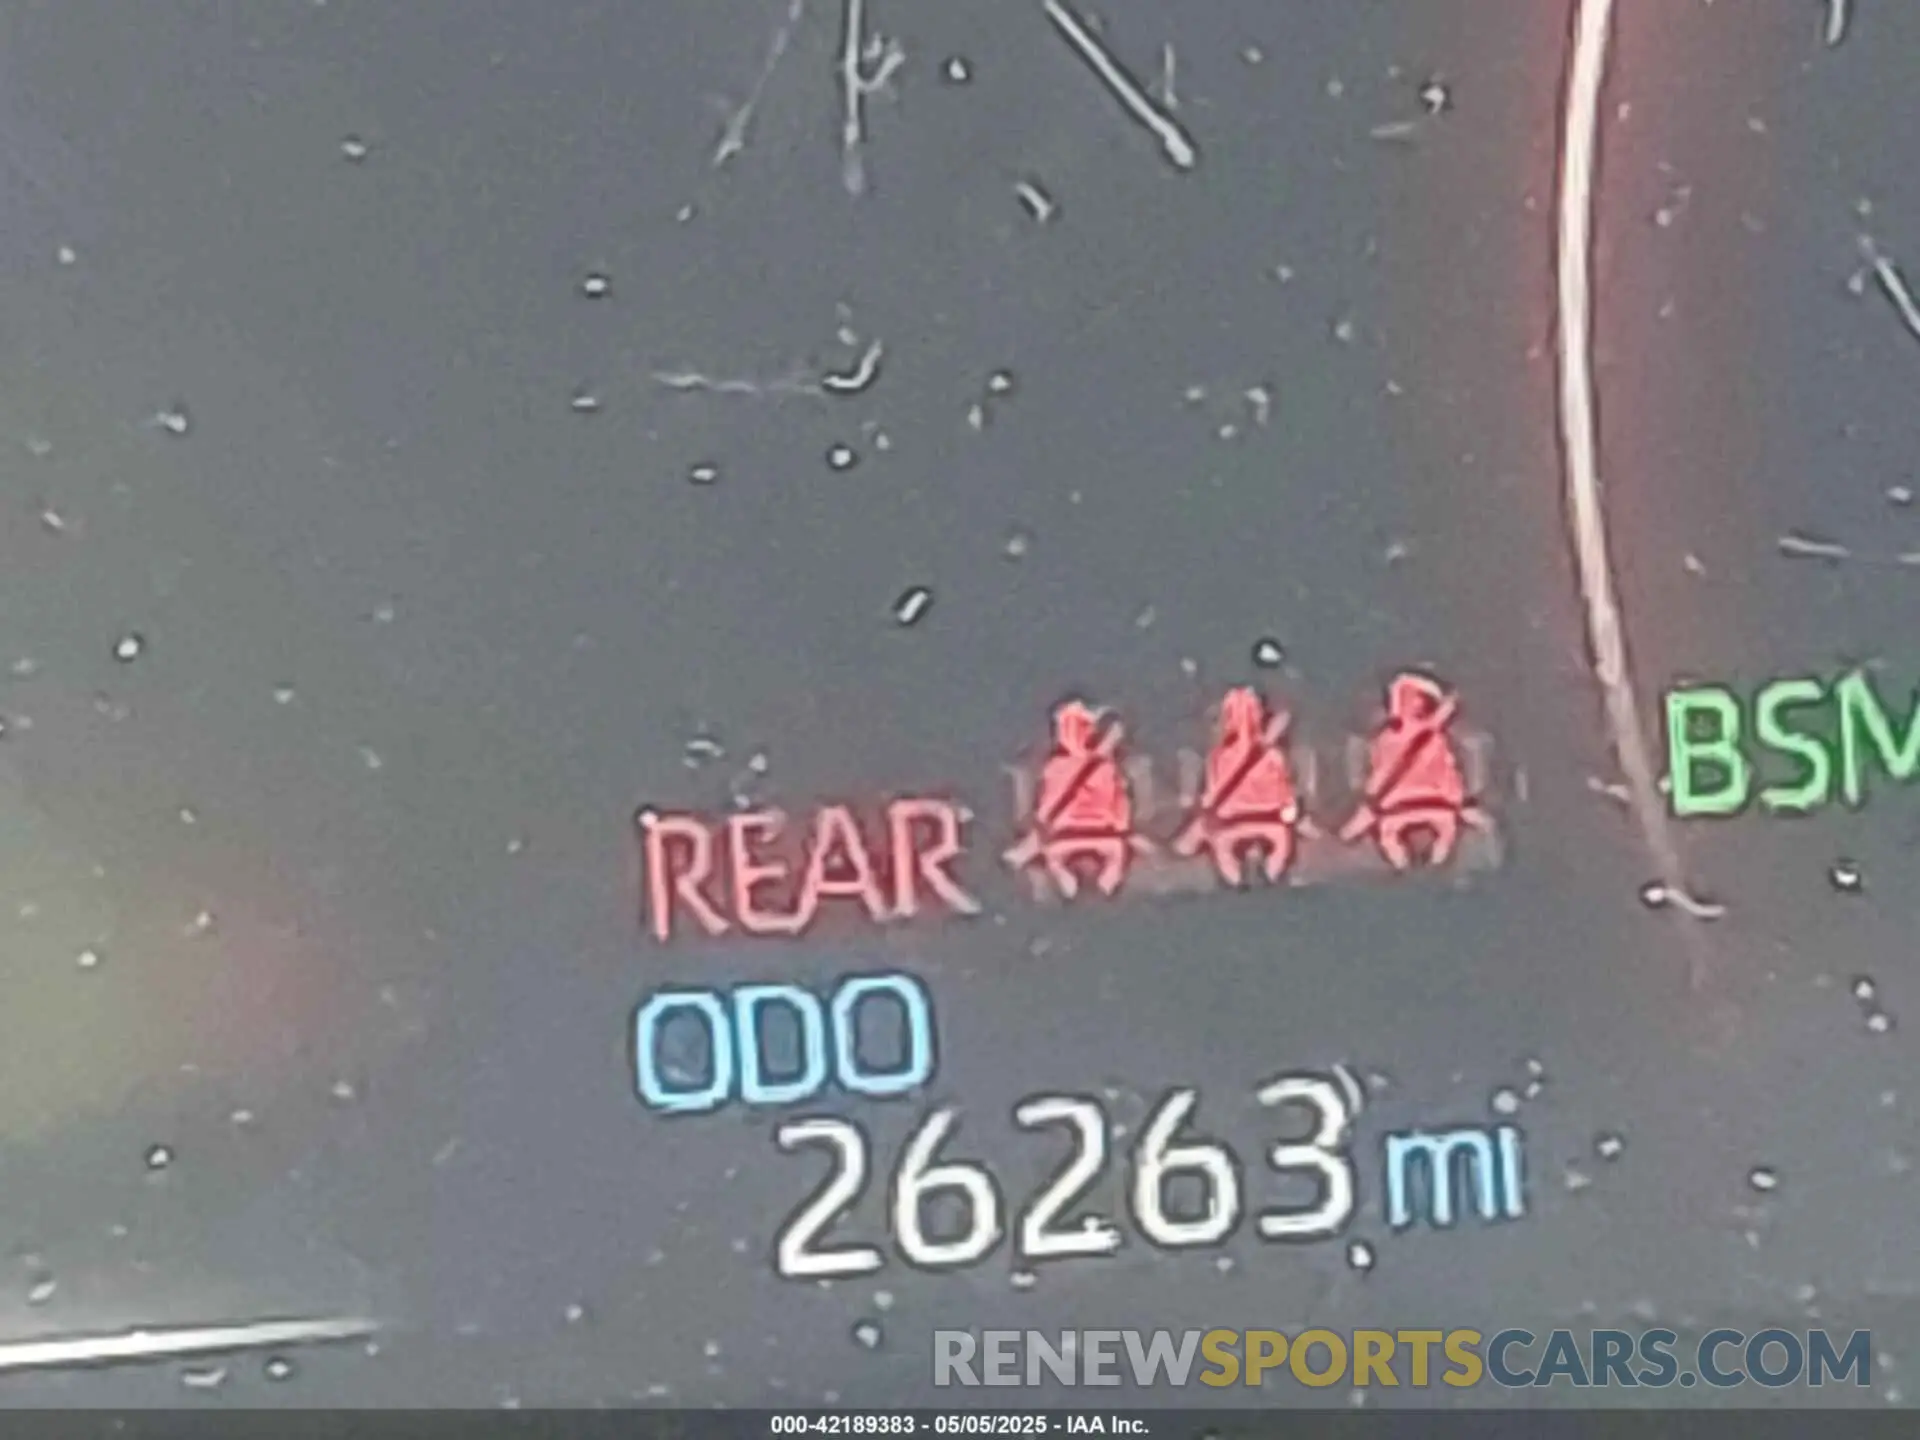 BSM
REAR
ODO
26263 mi
RENEWSPORTSCARS.COM
000-42189383 - 05/05/2025 - IAA Inc.